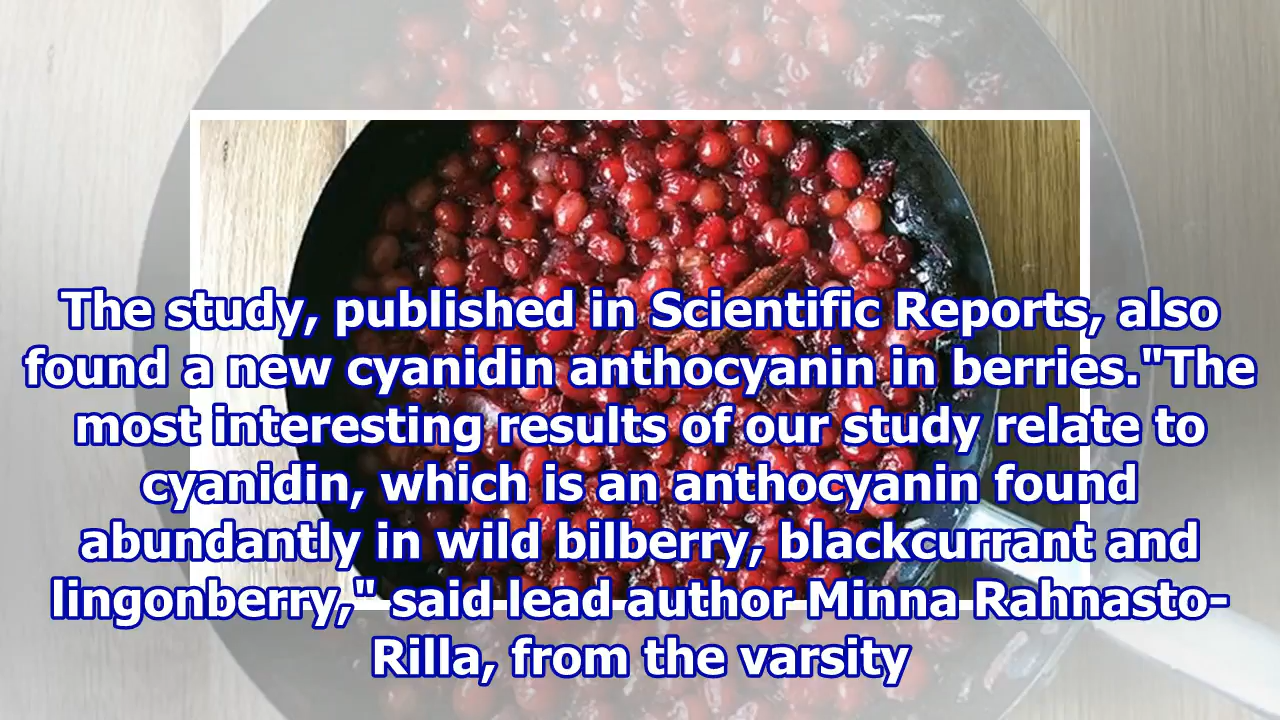 The study, published in Scientific Reports, also
found a new cyanidin anthocyanin in berries."The
most interesting results of our study relate to
cyanidin, which is an anthocyanin found
abundantly in wild bilberry, blackcurrant and
lingonberry," said lead author Minna Rahnasto-
Rilla, from the varsity